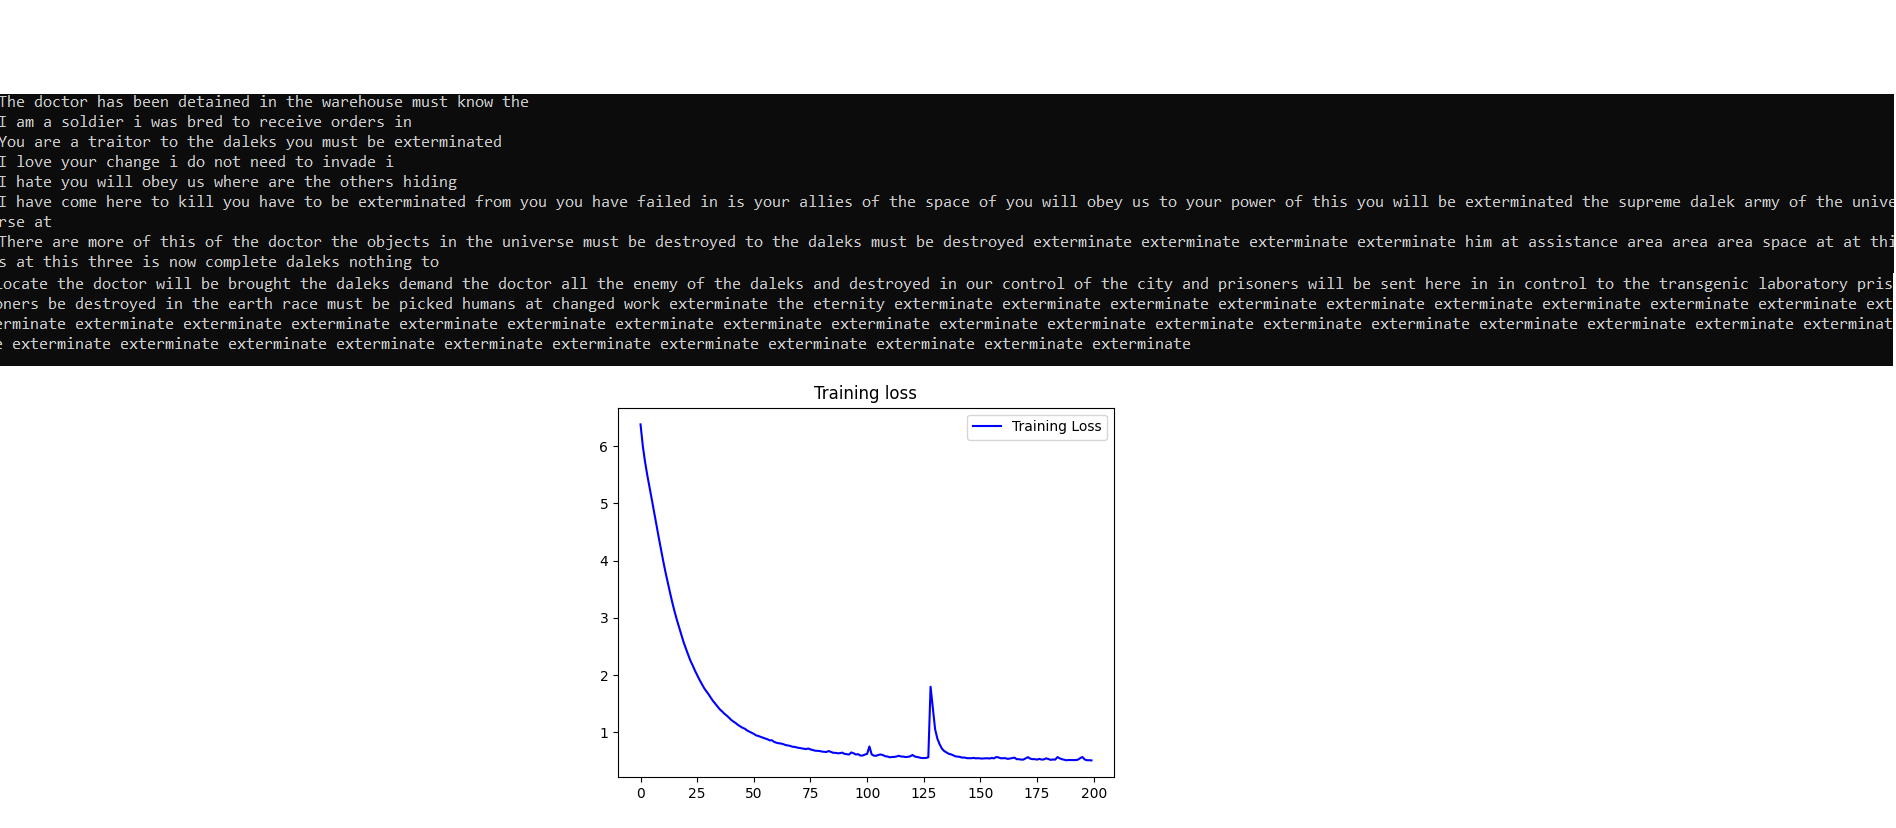 The doctor has been detained in the warehouse must know the
I am a soldier i was bred to receive orders in
You are a traitor to the daleks you must be exterminated
I love your change i do not need to invade i
I hate you will obey us where are the others hiding
I have come here to kill you have to be exterminated from you you have failed in is your allies of the space of you will obey us to your power of this you will be exterminated the supreme dalek army of the unive
rse at
There are more of this of the doctor the objects in the universe must be destroyed to the daleks must be destroyed exterminate exterminate exterminate exterminate him at assistance area area area space at at thi
s at this three is now complete daleks nothing to
Locate the doctor will be brought the daleks demand the doctor all the enemy of the daleks and destroyed in our control of the city and prisoners will be sent here in in control to the transgenic laboratory pris
oners be destroyed in the earth race must be picked humans at changed work exterminate the eternity exterminate exterminate exterminate exterminate exterminate exterminate exterminate exterminate exterminate ext
erminate exterminate exterminate exterminate exterminate exterminate exterminate exterminate exterminate exterminate exterminate exterminate exterminate exterminate exterminate exterminate exterminate exterminat
e exterminate exterminate exterminate exterminate exterminate exterminate exterminate exterminate exterminate exterminate exterminate
Training loss
Training Loss
6
5
4
3
2
1
0 25 50 75 100 125 150 175 200